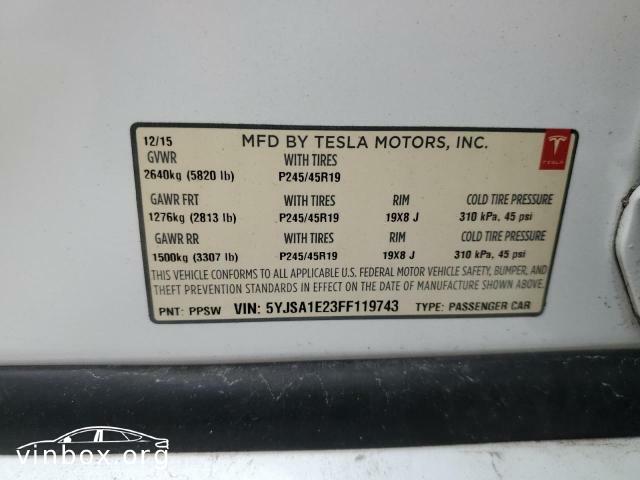 12/15 MFD BY TESLA MOTORS, INC.
GVWR WITH TIRES
2640kg (5820 lb) P245/45R19
TESLA
GAWR FRT WITH TIRES RIM COLD TIRE PRESSURE
1276kg (2813 lb) P245/45R19 19X8 J 310 kPa, 45 psi
GAWR RR WITH TIRES RIM COLD TIRE PRESSURE
1500kg (3307 lb) P245/45R19 19X8 J 310 kPa, 45 psi
THIS VEHICLE CONFORMS TO ALL APPLICABLE U.S. FEDERAL MOTOR VEHICLE SAFETY, BUMPER, AND
THEFT PREVENTION STANDARDS IN EFFECT ON THE DATE OF MANUFACTURE SHOWN ABOVE.
PNT: PPSW VIN: 5YJSA1E23FF119743 TYPE: PASSENGER CAR
vinbox.org